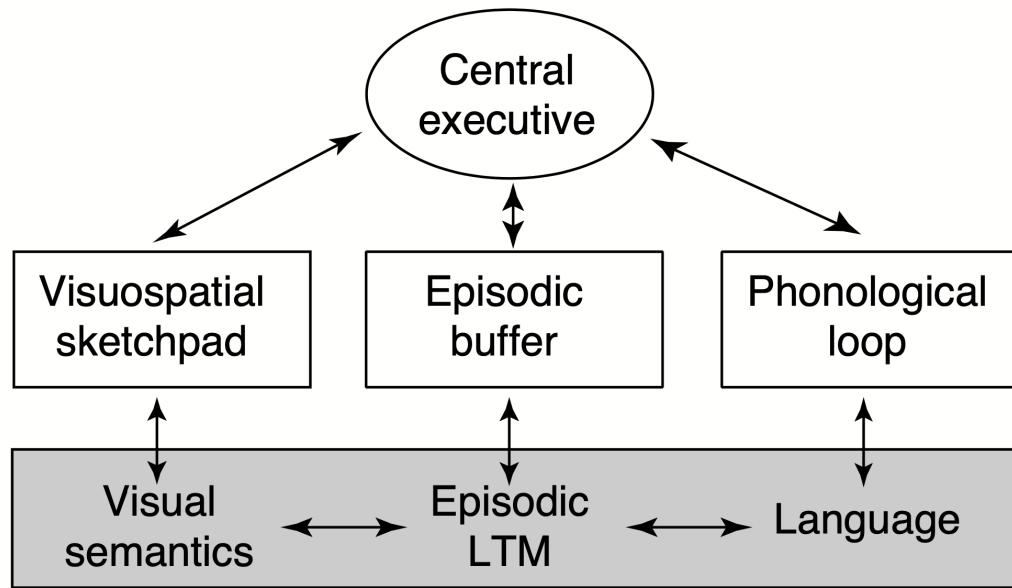 Central
executive
Visuospatial
sketchpad
Episodic
buffer
Phonological
loop
Visual
semantics
Episodic
LTM
Language